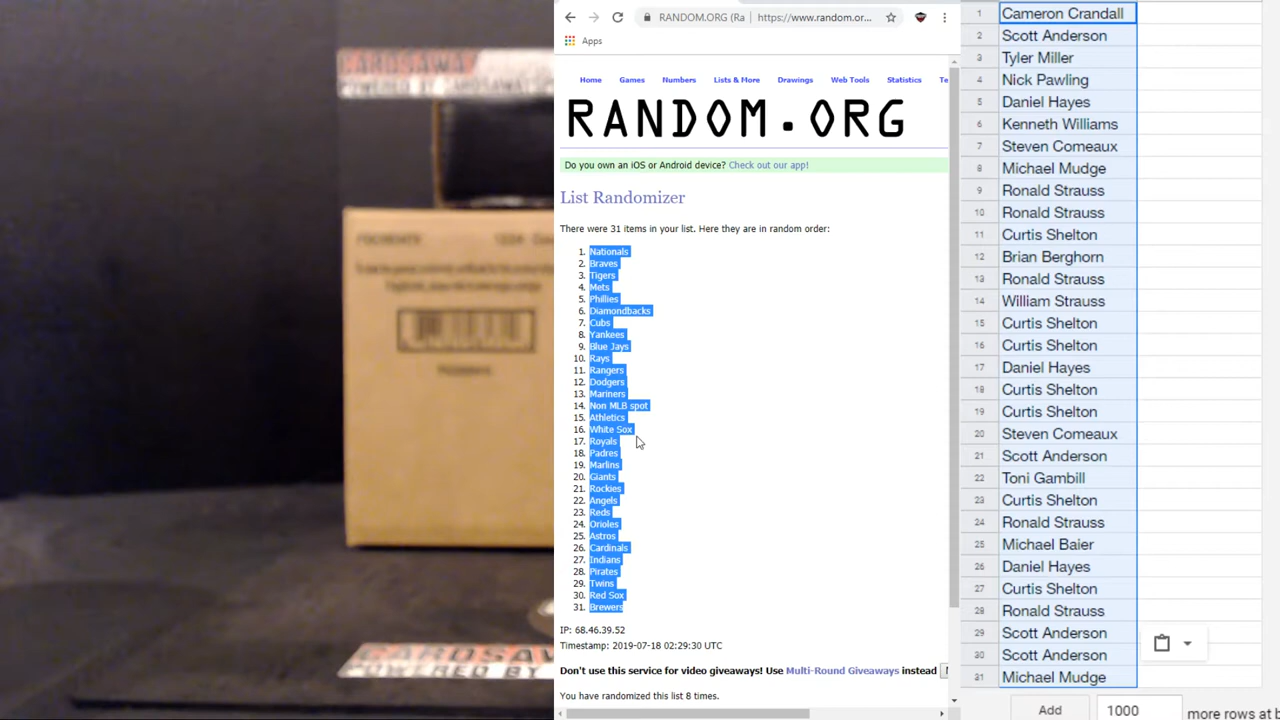 RANDOM.ORG (Ra
https://www.random.or...
Apps
Home Games Numbers Lists & More Drawings Web Tools Statistics Te
RANDOM.ORG
Do you own an iOS or Android device? Check out our app!
List Randomizer
There were 31 items in your list. Here they are in random order:
1. Nationals
2. Braves
3. Tigers
4. Mets
5. Phillies
6. Diamondbacks
7. Cubs
8. Yankees
9. Blue Jays
10. Rays
11. Rangers
12. Dodgers
13. Mariners
14. Non MLB spot
15. Athletics
16. White Sox
17. Royals
18. Padres
19. Marlins
20. Giants
21. Rockies
22. Angels
23. Reds
24. Orioles
25. Astros
26. Cardinals
27. Indians
28. Pirates
29. Twins
30. Red Sox
31. Brewers
IP: 68.46.39.52
Timestamp: 2019-07-18 02:29:30 UTC
Don't use this service for video giveaways! Use Multi-Round Giveaways instead
You have randomized this list 8 times.
1 Cameron Crandall
2 Scott Anderson
3 Tyler Miller
4 Nick Pawling
5 Daniel Hayes
6 Kenneth Williams
7 Steven Comeaux
8 Michael Mudge
9 Ronald Strauss
10 Ronald Strauss
11 Curtis Shelton
12 Brian Berghorn
13 Ronald Strauss
14 William Strauss
15 Curtis Shelton
16 Curtis Shelton
17 Daniel Hayes
18 Curtis Shelton
19 Curtis Shelton
20 Steven Comeaux
21 Scott Anderson
22 Toni Gambill
23 Curtis Shelton
24 Ronald Strauss
25 Michael Baier
26 Daniel Hayes
27 Curtis Shelton
28 Ronald Strauss
29 Scott Anderson
30 Scott Anderson
31 Michael Mudge
Add 1000 more rows at b